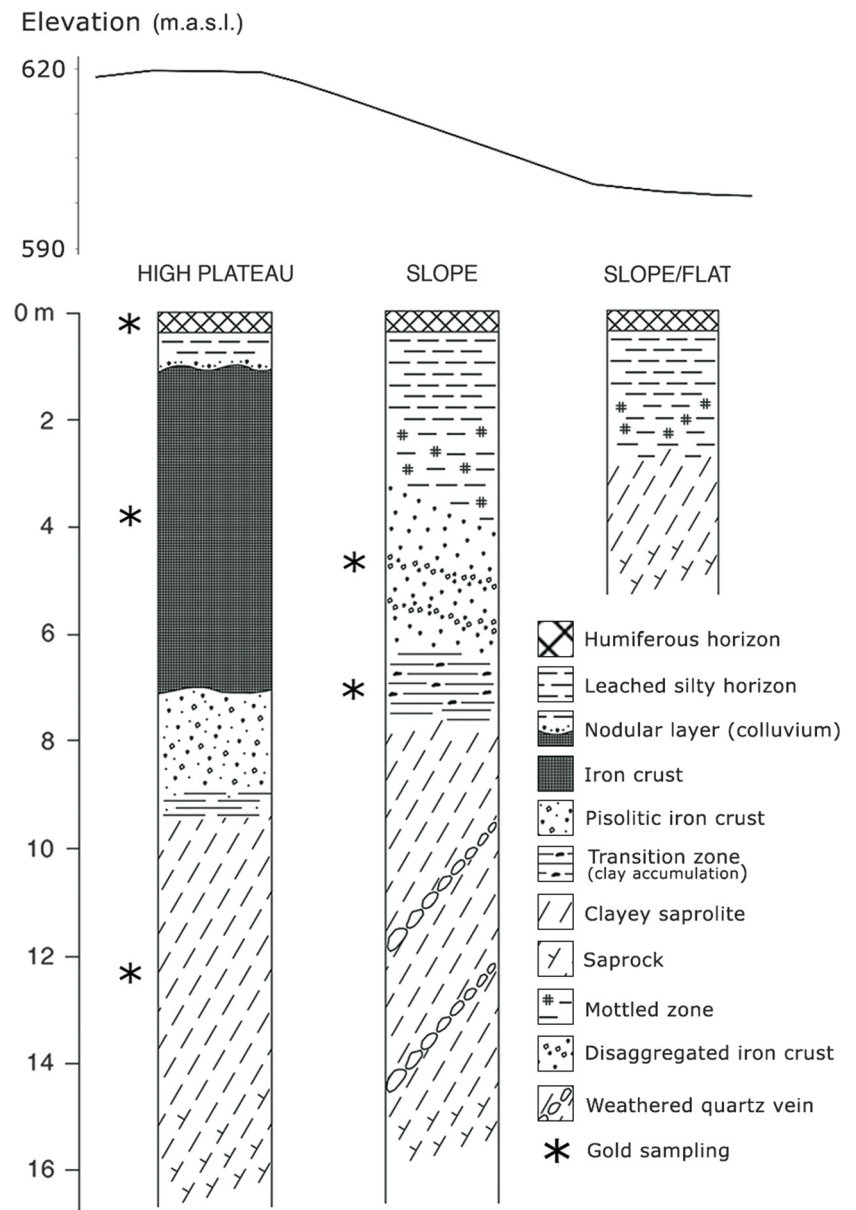 Elevation (m.a.s.l.)
620
590
HIGH PLATEAU
SLOPE
SLOPE/FLAT
0 m
2
4
6
8
10
12
14
16
Humiferous horizon
Leached silty horizon
Nodular layer (colluvium)
Iron crust
Pisolitic iron crust
Transition zone
(clay accumulation)
Clayey saprolite
Saprock
Mottled zone
Disaggregated iron crust
Weathered quartz vein
Gold sampling